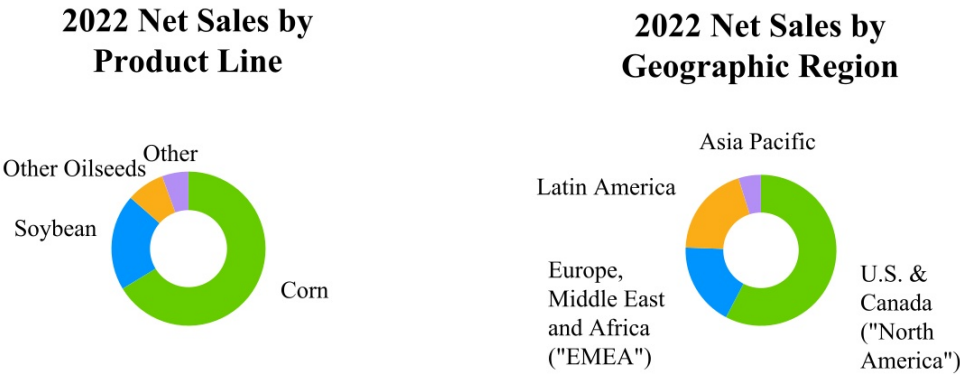 2022 Net Sales by
Product Line
Other
Other Oilseeds
Soybean
Corn
2022 Net Sales by
Geographic Region
Asia Pacific
Latin America
Europe,
Middle East
and Africa
("EMEA")
U.S. &
Canada
("North
America")